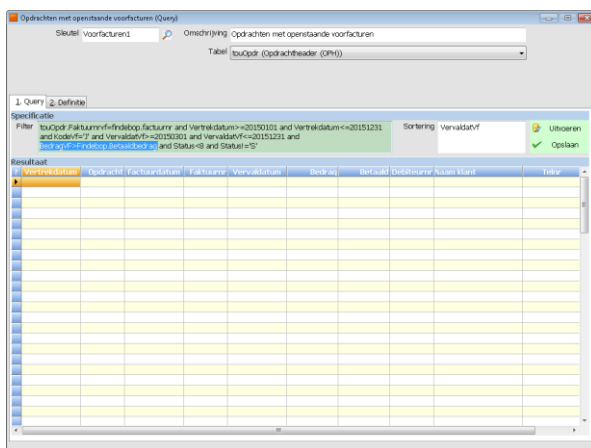 Opdrachten met openstaande voorfacturen (Query)
Sleutel Voorfacturen1 Omschrijving Opdrachten met openstaande voorfacturen
Tabel touOpdr (Opdrachtheader (OPH))
1. Query 2. Definitie
Specificatie
Filter touOpdr.Faktuurnrvf=findebop.factuurnr and Vertrekdatum>=20150101 and Vertrekdatum<=20151231 Sortering VervaldatVf Uitvoeren
and KodeVf='J' and VervaldatVf>=20150301 and VervaldatVf<=20151231 and
BedragVF>Findebop.Betaaldbedrag and Status<8 and Status!='S' Opslaan
Resultaat
Vertrekdatum Opdracht Factuurdatum Faktuurnr Vervaldatum Bedrag Betaald Debiteurnr Naam klant Telnr